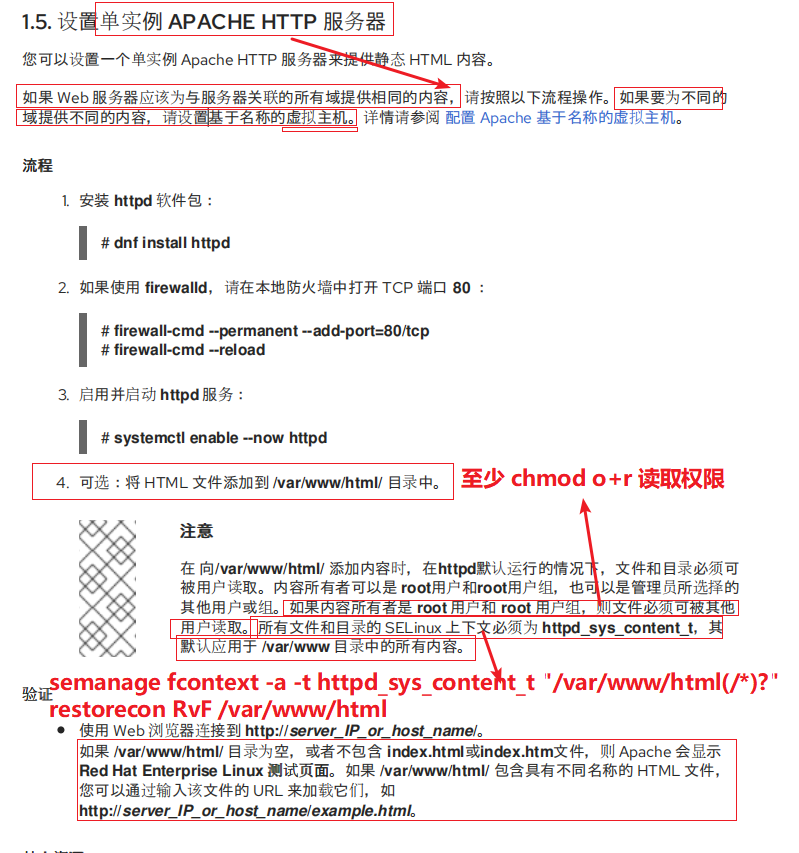 1.5. 设置单实例 APACHE HTTP 服务器
您可以设置一个单实例 Apache HTTP 服务器来提供静态 HTML 内容。
如果 Web 服务器应该为与服务器关联的所有域提供相同的内容，请按照以下流程操作。如果要为不同的
域提供不同的内容，请设置基于名称的虚拟主机。详情请参阅 配置 Apache 基于名称的虚拟主机。
流程
1. 安装 httpd 软件包：
# dnf install httpd
2. 如果使用 firewalld，请在本地防火墙中打开 TCP 端口 80 ：
# firewall-cmd --permanent --add-port=80/tcp
# firewall-cmd --reload
3. 启用并启动 httpd 服务：
# systemctl enable --now httpd
4. 可选：将 HTML 文件添加到 /var/www/html/ 目录中。
至少 chmod o+r 读取权限
注意
在 向/var/www/html/ 添加内容时，在httpd默认运行的情况下，文件和目录必须可
被用户读取。内容所有者可以是 root用户和root用户组，也可以是管理员所选择的
其他用户或组。如果内容所有者是 root 用户和 root 用户组，则文件必须可被其他
用户读取。所有文件和目录的 SELinux 上下文必须为 httpd_sys_content_t，其
默认应用于 /var/www 目录中的所有内容。
semanage fcontext -a -t httpd_sys_content_t "/var/www/html(/*)?"
验证
restorecon RvF /var/www/html
● 使用 Web 浏览器连接到 http://server_IP_or_host_name/。
如果 /var/www/html/ 目录为空，或者不包含 index.html或index.htm文件，则 Apache 会显示
Red Hat Enterprise Linux 测试页面。如果 /var/www/html/ 包含具有不同名称的 HTML 文件，
您可以通过输入该文件的 URL 来加载它们，如
http://server_IP_or_host_name/example.html。